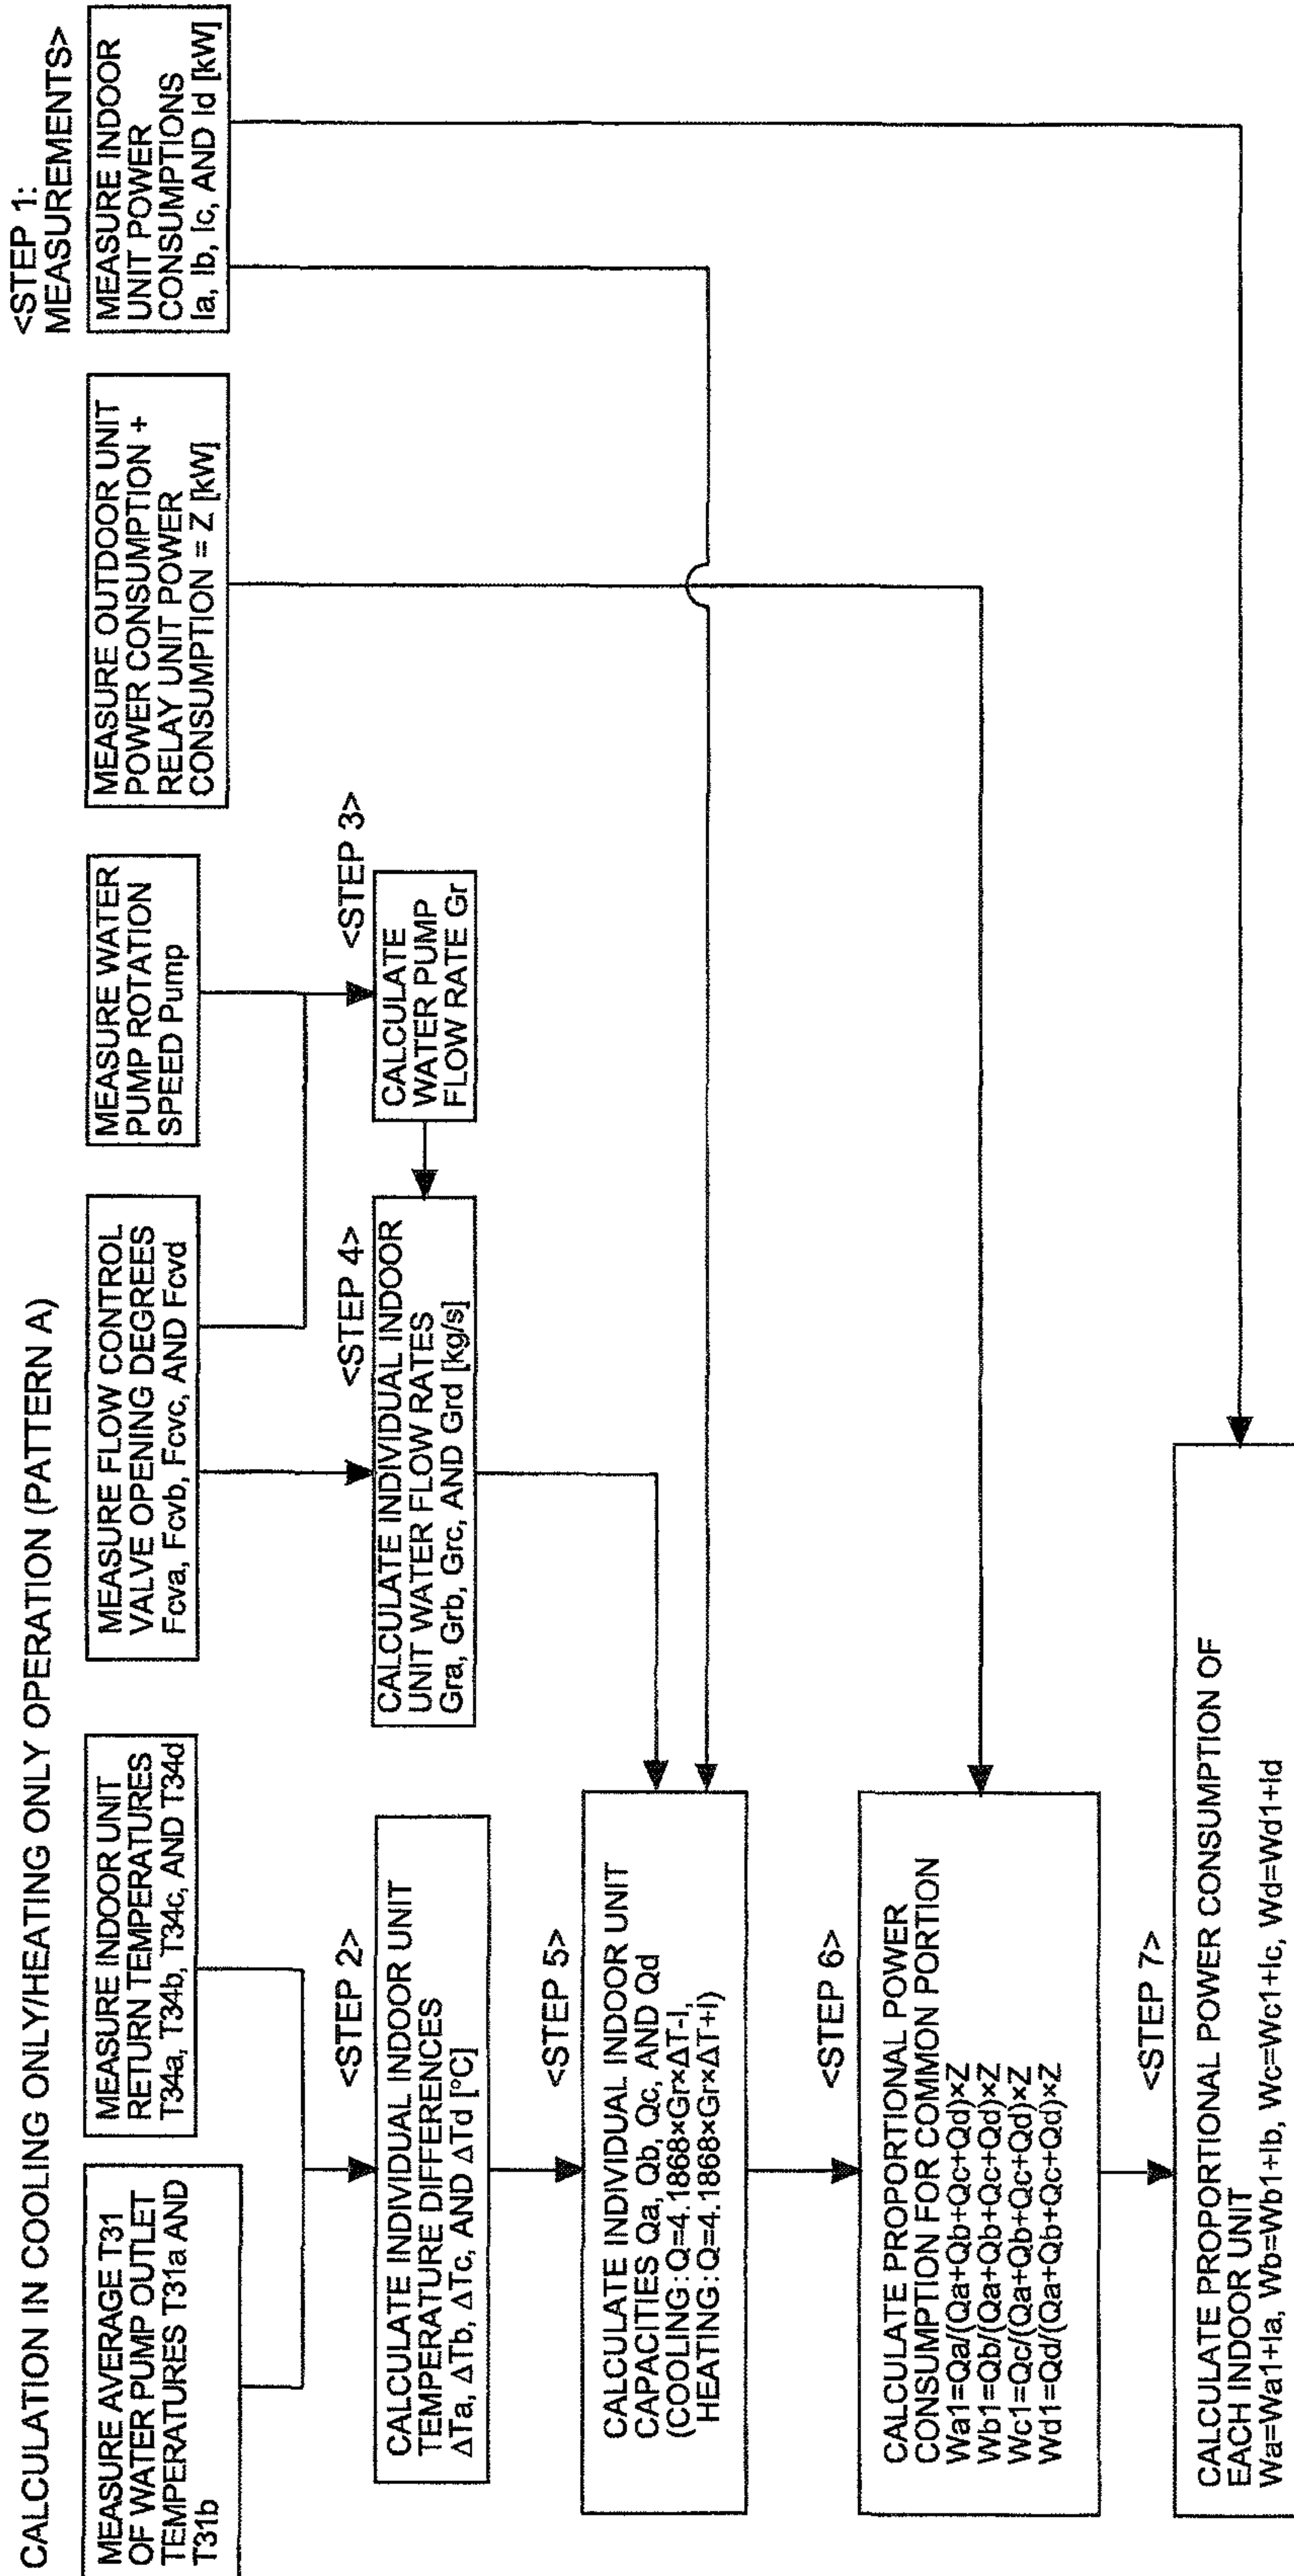 CALCULATION IN COOLING ONLY/HEATING ONLY OPERATION (PATTERN A)
<STEP 1:
MEASUREMENTS>
MEASURE AVERAGE T31
OF WATER PUMP OUTLET
TEMPERATURES T31a AND
T31b
MEASURE INDOOR UNIT
RETURN TEMPERATURES
T34a, T34b, T34c, AND T34d
MEASURE FLOW CONTROL
VALVE OPENING DEGREES
Fcva, Fcvb, Fcvc, AND Fcvd
MEASURE WATER
PUMP ROTATION
SPEED Pump
MEASURE OUTDOOR UNIT
POWER CONSUMPTION +
RELAY UNIT POWER
CONSUMPTION = Z [kW]
MEASURE INDOOR
UNIT POWER
CONSUMPTIONS
Ia, Ib, Ic, AND Id [kW]
<STEP 2>
CALCULATE INDIVIDUAL INDOOR UNIT
TEMPERATURE DIFFERENCES
ΔTa, ΔTb, ΔTc, AND ΔTd [°C]
<STEP 4>
CALCULATE INDIVIDUAL INDOOR
UNIT WATER FLOW RATES
Gra, Grb, Grc, AND Grd [kg/s]
<STEP 3>
CALCULATE
WATER PUMP
FLOW RATE Gr
<STEP 5>
CALCULATE INDIVIDUAL INDOOR UNIT
CAPACITIES Qa, Qb, Qc, AND Qd
(COOLING : Q=4.1868×Gr×ΔT-I,
HEATING : Q=4.1868×Gr×ΔT+I)
<STEP 6>
CALCULATE PROPORTIONAL POWER
CONSUMPTION FOR COMMON PORTION
Wa1=Qa/(Qa+Qb+Qc+Qd)×Z
Wb1=Qb/(Qa+Qb+Qc+Qd)×Z
Wc1=Qc/(Qa+Qb+Qc+Qd)×Z
Wd1=Qd/(Qa+Qb+Qc+Qd)×Z
<STEP 7>
CALCULATE PROPORTIONAL POWER CONSUMPTION OF
EACH INDOOR UNIT
Wa=Wa1+Ia, Wb=Wb1+Ib, Wc=Wc1+Ic, Wd=Wd1+Id